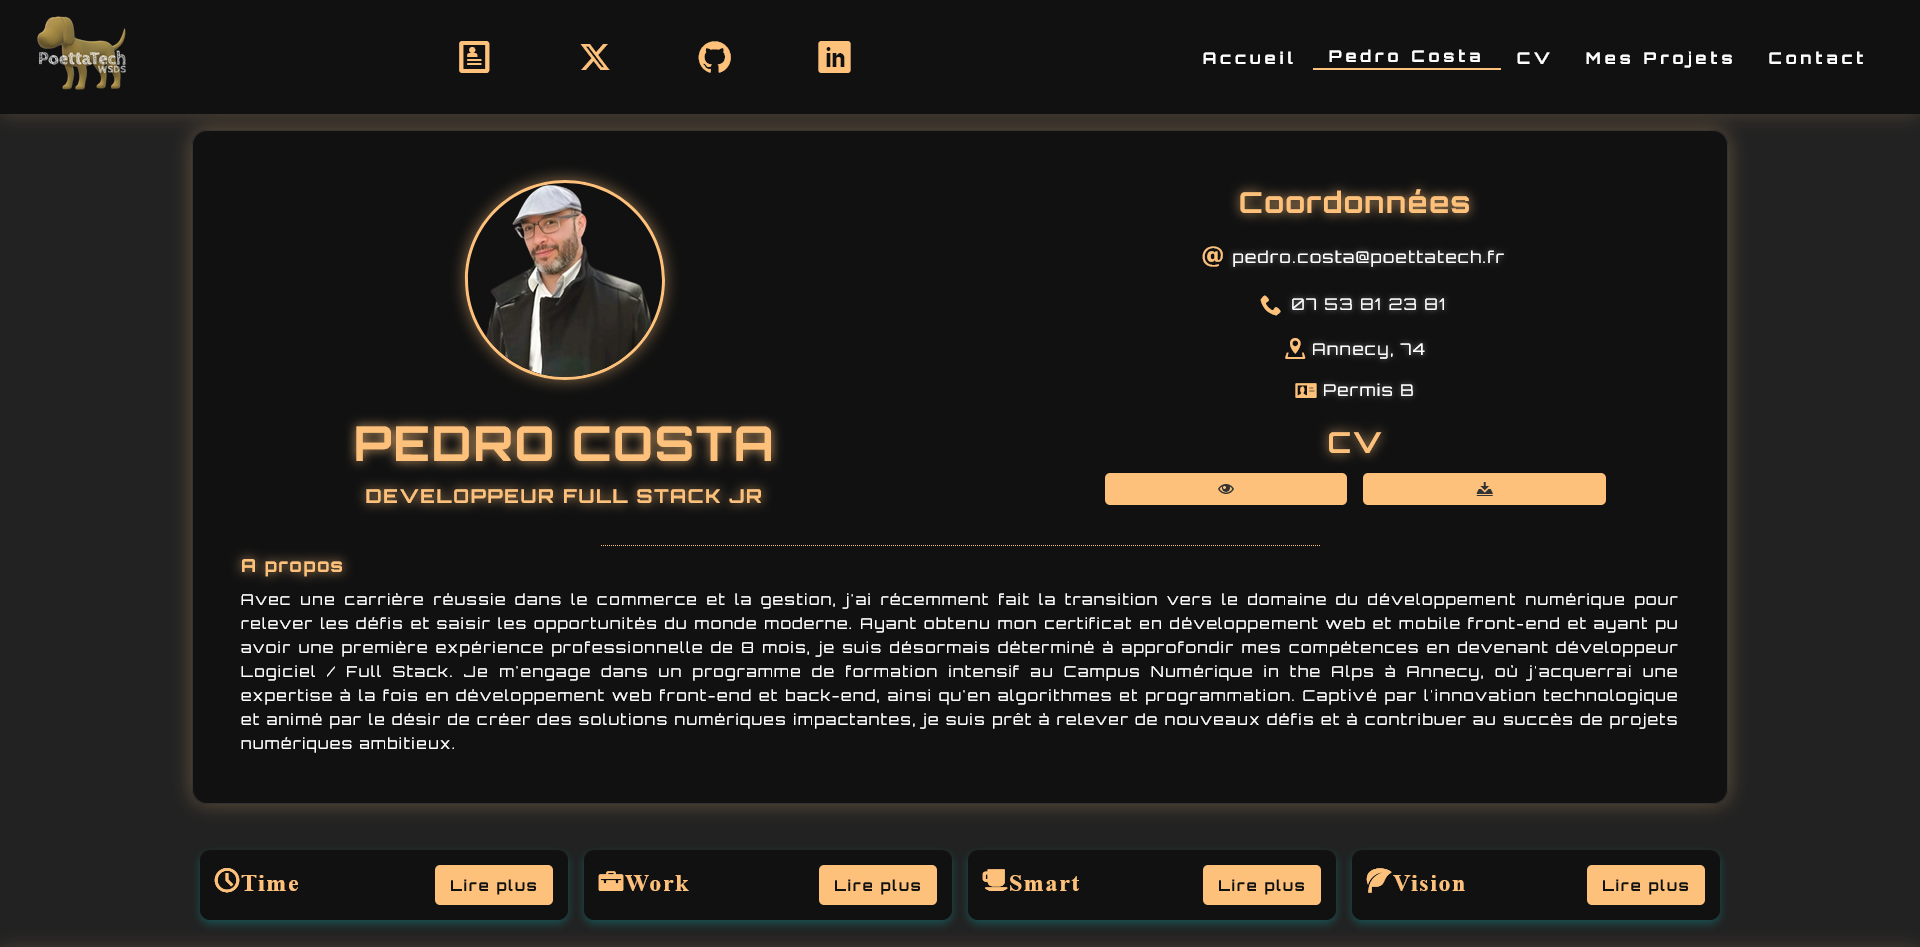 PoettaTech
WSDS
Accueil
Pedro Costa
CV
Mes Projets
Contact
PEDRO COSTA
DEVELOPPEUR FULL STACK JR
Coordonnées
pedro.costa@poettatech.fr
07 53 81 23 81
Annecy, 74
Permis B
CV
A propos
Avec une carrière réussie dans le commerce et la gestion, j'ai récemment fait la transition vers le domaine du développement numérique pour
relever les défis et saisir les opportunités du monde moderne. Ayant obtenu mon certificat en développement web et mobile front-end et ayant pu
avoir une première expérience professionnelle de 8 mois, je suis désormais déterminé à approfondir mes compétences en devenant développeur
Logiciel / Full Stack. Je m'engage dans un programme de formation intensif au Campus Numérique in the Alps à Annecy, où j'acquerrai une
expertise à la fois en développement web front-end et back-end, ainsi qu'en algorithmes et programmation. Captivé par l'innovation technologique
et animé par le désir de créer des solutions numériques impactantes, je suis prêt à relever de nouveaux défis et à contribuer au succès de projets
numériques ambitieux.
Time
Lire plus
Work
Lire plus
Smart
Lire plus
Vision
Lire plus